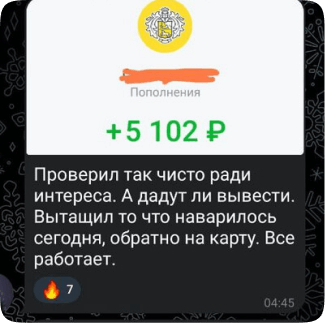 Пополнения
+5 102 ₽
Проверил так чисто ради
интереса. А дадут ли вывести.
Вытащил то что наварилось
сегодня, обратно на карту. Все
работает.
🔥 7
04:45